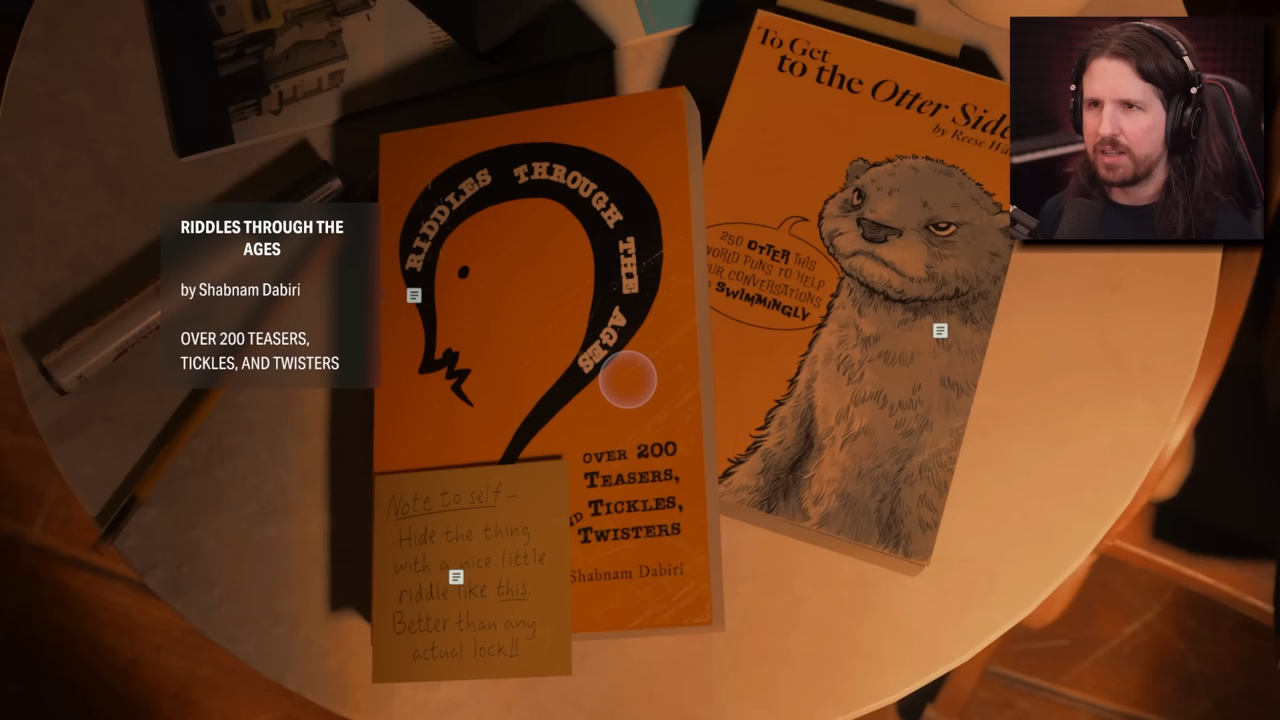 RIDDLES THROUGH THE
AGES
by Shabnam Dabiri
OVER 200 TEASERS,
TICKLES, AND TWISTERS
RIDDLES THROUGH THE AGES
OVER 200
TEASERS,
TICKLES,
TWISTERS
Shabnam Dabiri
Note to self–
Hide the thing
with a nice little
riddle like this.
Better than any
actual lock!!
To Get
to the Otter Side
by Reese
250 OTTER THIS
WORLD PUNS TO HELP
CONVERSATIONS
SWIMMINGLY